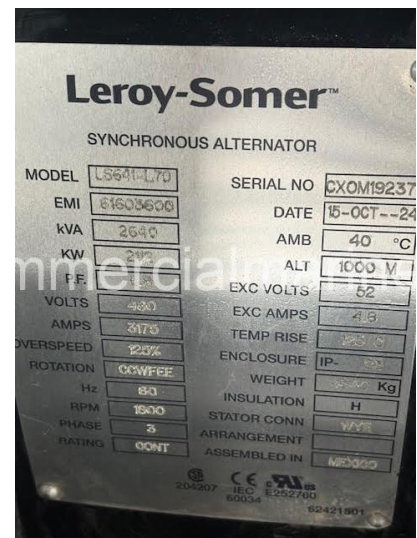 Leroy-Somer™
SYNCHRONOUS ALTERNATOR
MODEL LS641-L70
SERIAL NO CXOM19237
EMI 61603600
DATE 15-OCT--24
kVA 2640
AMB 40 °C
KW
ALT 1000 M
P.F.
EXC VOLTS 52
VOLTS 480
EXC AMPS 4.8
AMPS 3175
TEMP RISE
OVERSPEED 125%
ENCLOSURE IP-
ROTATION CCWFEE
WEIGHT Kg
Hz 60
INSULATION H
RPM 1800
STATOR CONN WYE
PHASE 3
ARRANGEMENT
RATING CONT
ASSEMBLED IN MEXICO
204207
IEC
60034
E252760
62421801